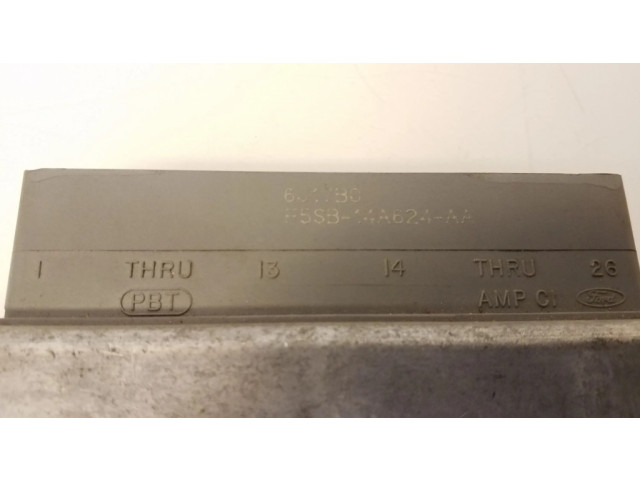 F5SB-14A624-AA
1 THRU 13 14 THRU 26
PBT AMP CI Ford